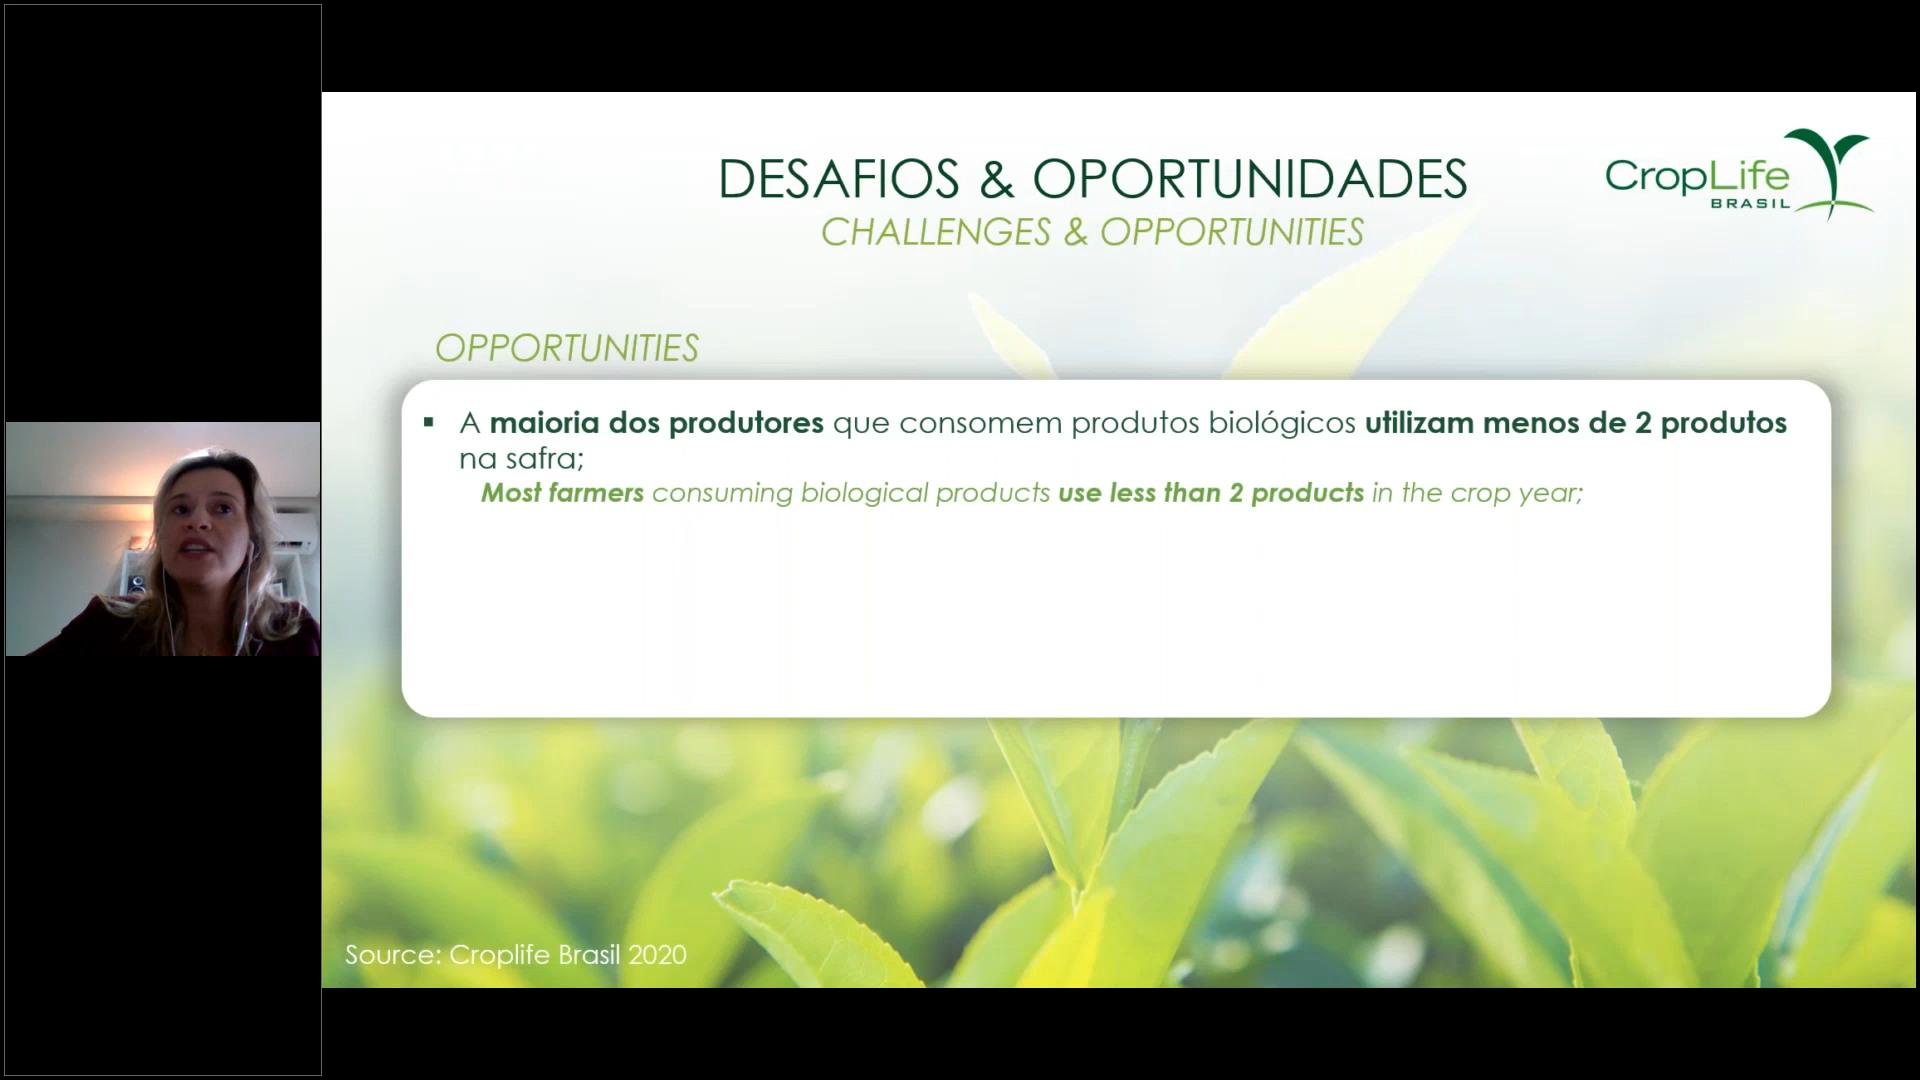 DESAFIOS & OPORTUNIDADES
CHALLENGES & OPPORTUNITIES
CropLife
BRASIL
OPPORTUNITIES
▪ A maioria dos produtores que consomem produtos biológicos utilizam menos de 2 produtos
na safra;
Most farmers consuming biological products use less than 2 products in the crop year;
Source: Croplife Brasil 2020